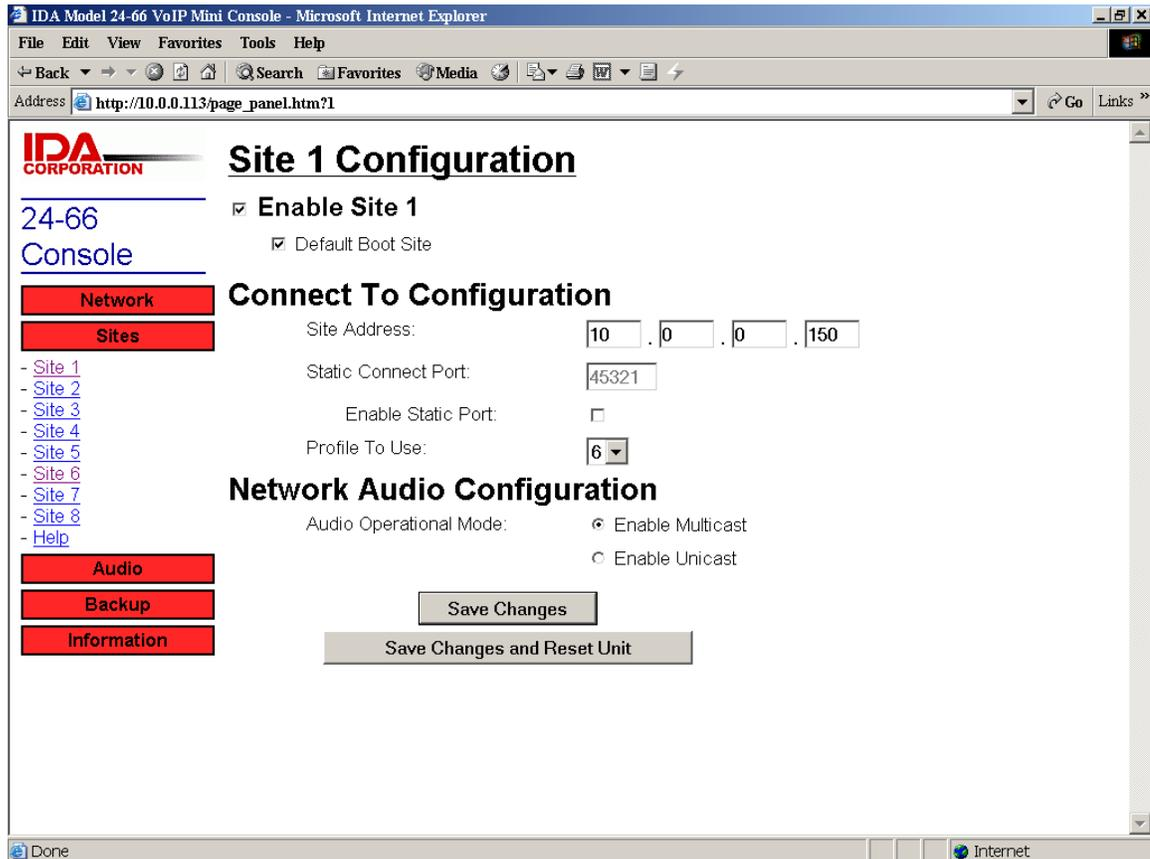 IDA Model 24-66 VoIP Mini Console - Microsoft Internet Explorer
File Edit View Favorites Tools Help
Back Search Favorites Media
Address http://10.0.0.113/page_panel.htm?1 Go Links »
IDA
CORPORATION
24-66
Console
Network
Sites
- Site 1
- Site 2
- Site 3
- Site 4
- Site 5
- Site 6
- Site 7
- Site 8
- Help
Audio
Backup
Information
Site 1 Configuration
Enable Site 1
Default Boot Site
Connect To Configuration
Site Address: 10 . 0 . 0 . 150
Static Connect Port: 45321
Enable Static Port:
Profile To Use: 6
Network Audio Configuration
Audio Operational Mode: Enable Multicast
Enable Unicast
Save Changes
Save Changes and Reset Unit
Done Internet